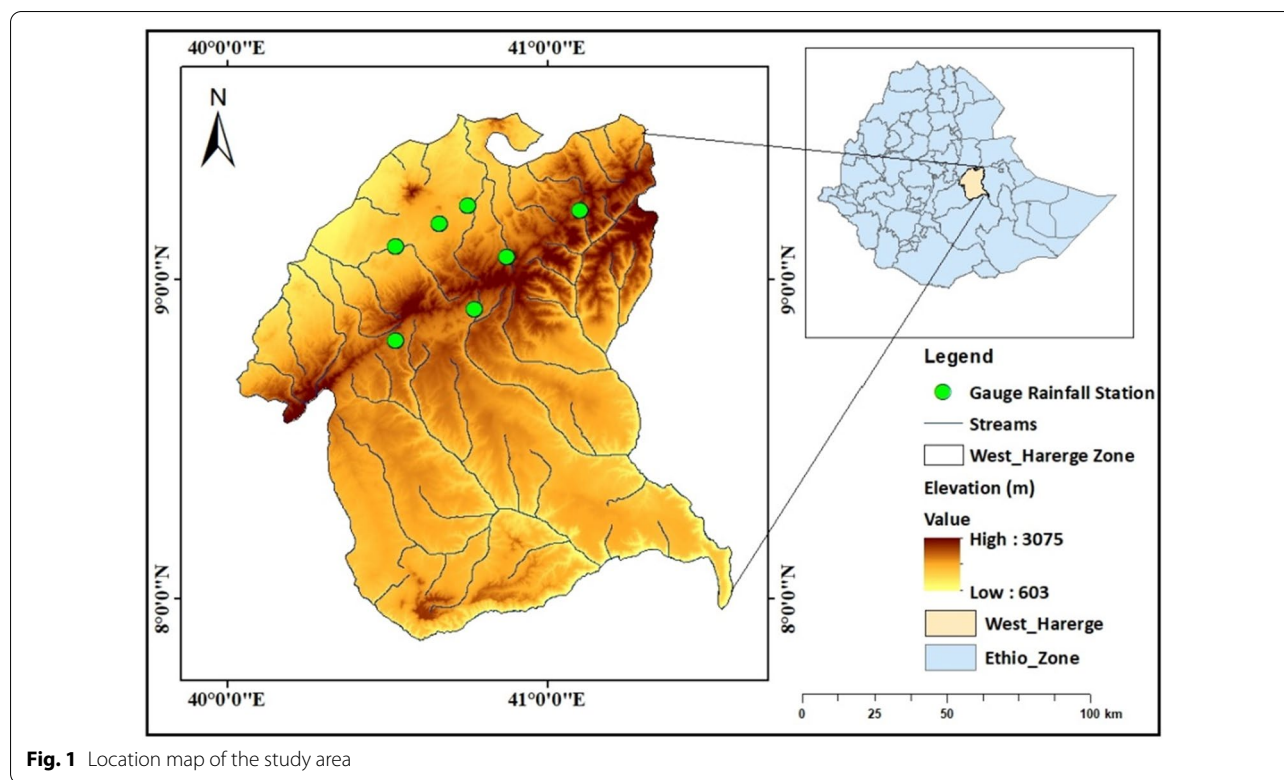 40°0'0"E 41°0'0"E
N
9°0'0"N 9°0'0"N
8°0'0"N 8°0'0"N
40°0'0"E 41°0'0"E
Legend
Gauge Rainfall Station
Streams
West_Harerge Zone
Elevation (m)
Value
High : 3075
Low : 603
West_Harerge
Ethio_Zone
0 25 50 100 km
Fig. 1 Location map of the study area